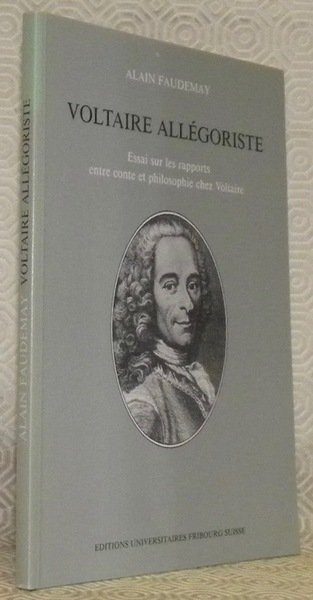 ALAIN FAUDEMAY
VOLTAIRE ALLÉGORISTE
Essai sur les rapports
entre conte et philosophie chez Voltaire
EDITIONS UNIVERSITAIRES FRIBOURG SUISSE
ALAIN FAUDEMAY VOLTAIRE ALLÉGORISTE